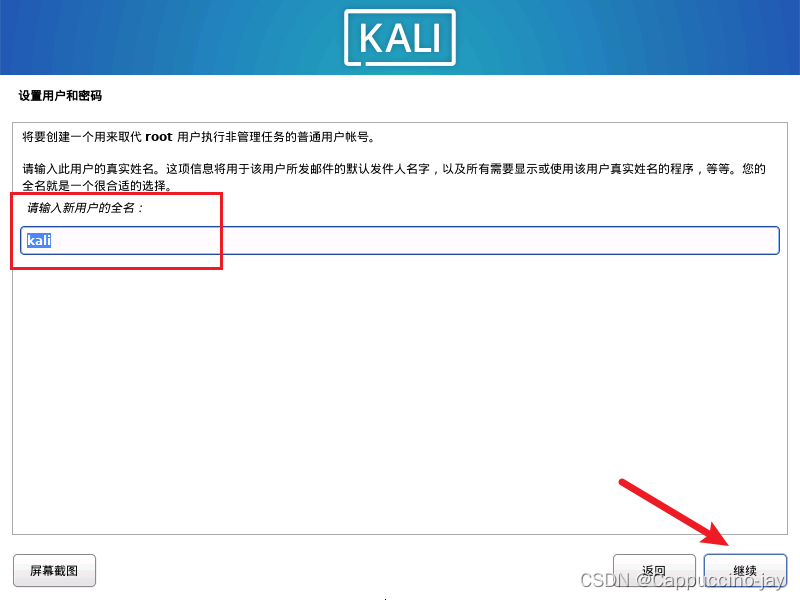 KALI
设置用户和密码
将要创建一个用来取代 root 用户执行非管理任务的普通用户帐号。
请输入此用户的真实姓名。这项信息将用于该用户所发邮件的默认发件人名字，以及所有需要显示或使用该用户真实姓名的程序，等等。您的
全名就是一个很合适的选择。
请输入新用户的全名：
kali
屏幕截图
返回
继续
CSDN @Cappuccino-jay